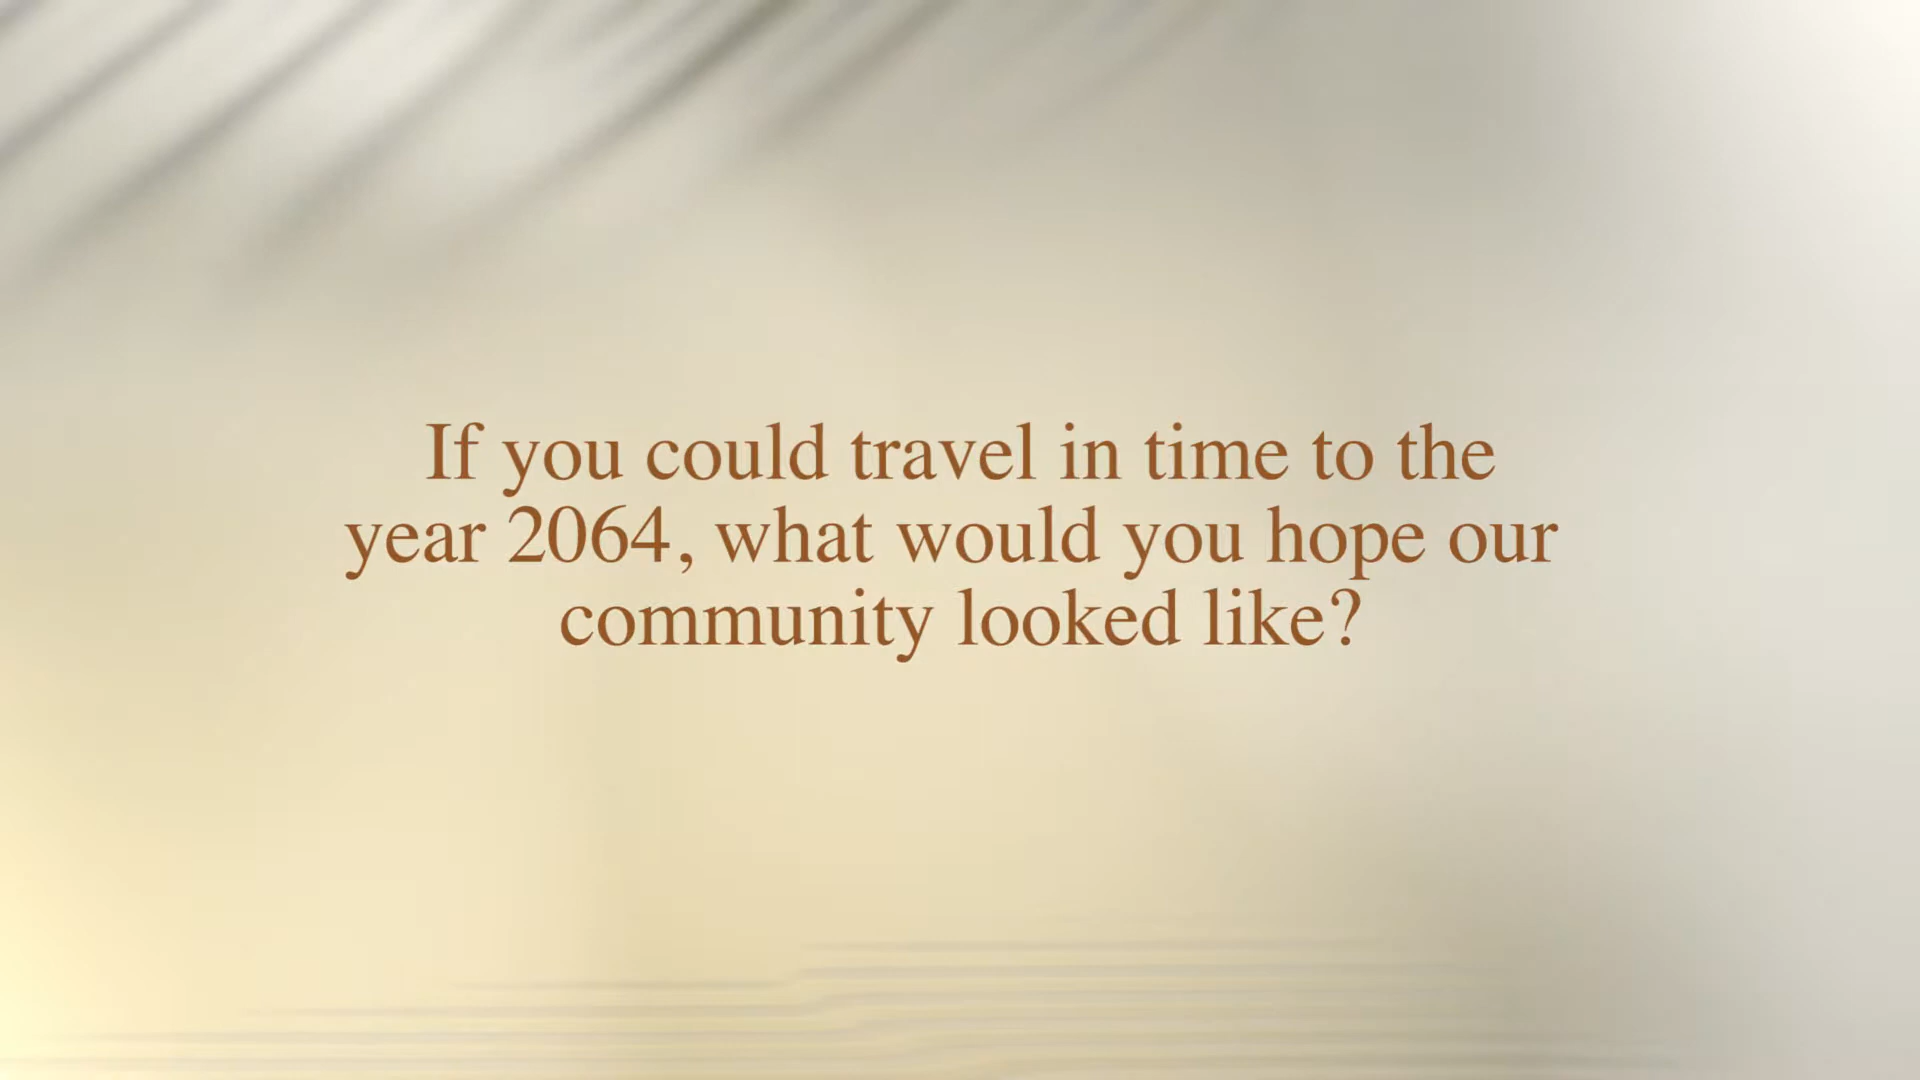 If you could travel in time to the
year 2064, what would you hope our
community looked like?